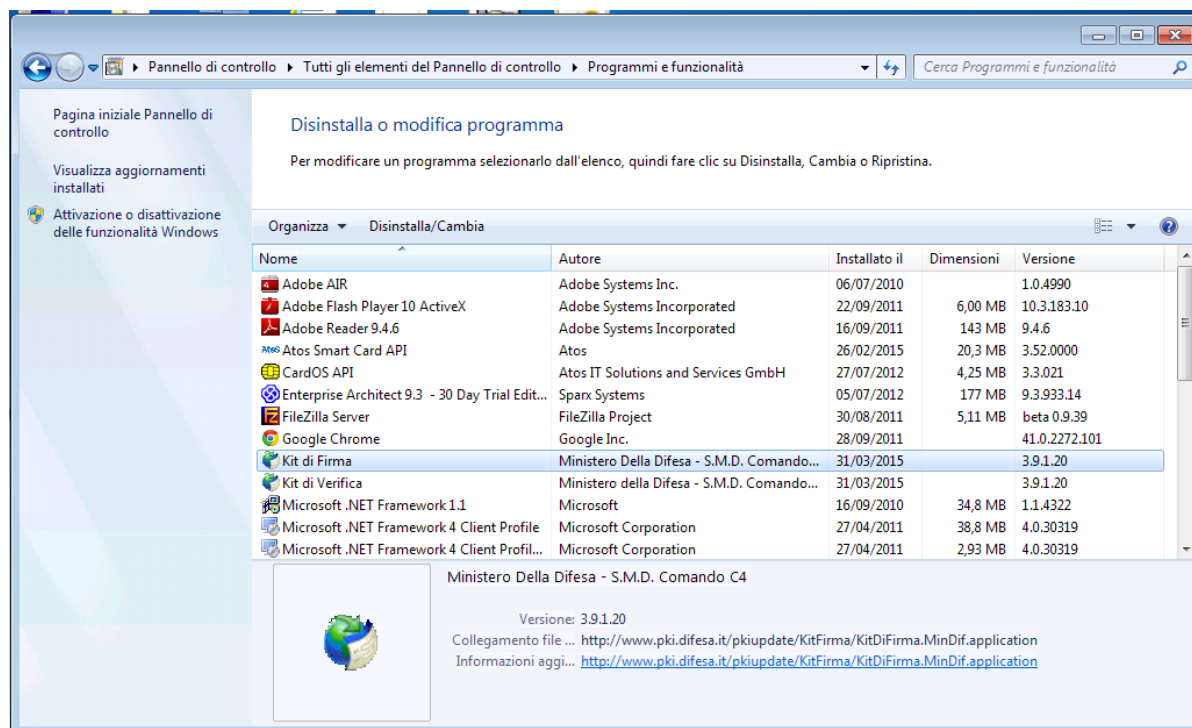 Pannello di controllo Tutti gli elementi del Pannello di controllo Programmi e funzionalità Cerca Programmi e funzionalità
Pagina iniziale Pannello di
controllo
Visualizza aggiornamenti
installati
Attivazione o disattivazione
delle funzionalità Windows
Disinstalla o modifica programma
Per modificare un programma selezionarlo dall'elenco, quindi fare clic su Disinstalla, Cambia o Ripristina.
Organizza Disinstalla/Cambia
Nome Autore Installato il Dimensioni Versione
Adobe AIR Adobe Systems Inc. 06/07/2010 1.0.4990
Adobe Flash Player 10 ActiveX Adobe Systems Incorporated 22/09/2011 6,00 MB 10.3.183.10
Adobe Reader 9.4.6 Adobe Systems Incorporated 16/09/2011 143 MB 9.4.6
Atos Atos Smart Card API Atos 26/02/2015 20,3 MB 3.52.0000
CardOS API Atos IT Solutions and Services GmbH 27/07/2012 4,25 MB 3.3.021
Enterprise Architect 9.3 - 30 Day Trial Edit... Sparx Systems 05/07/2012 177 MB 9.3.933.14
FileZilla Server FileZilla Project 30/08/2011 5,11 MB beta 0.9.39
Google Chrome Google Inc. 28/09/2011 41.0.2272.101
Kit di Firma Ministero Della Difesa - S.M.D. Comando... 31/03/2015 3.9.1.20
Kit di Verifica Ministero della Difesa - S.M.D. Comando... 31/03/2015 3.9.1.20
Microsoft .NET Framework 1.1 Microsoft 16/09/2010 34,8 MB 1.1.4322
Microsoft .NET Framework 4 Client Profile Microsoft Corporation 27/04/2011 38,8 MB 4.0.30319
Microsoft .NET Framework 4 Client Profil... Microsoft Corporation 27/04/2011 2,93 MB 4.0.30319
Ministero Della Difesa - S.M.D. Comando C4
Versione: 3.9.1.20
Collegamento file ... http://www.pki.difesa.it/pkiupdate/KitFirma/KitDiFirma.MinDif.application
Informazioni aggi... http://www.pki.difesa.it/pkiupdate/KitFirma/KitDiFirma.MinDif.application